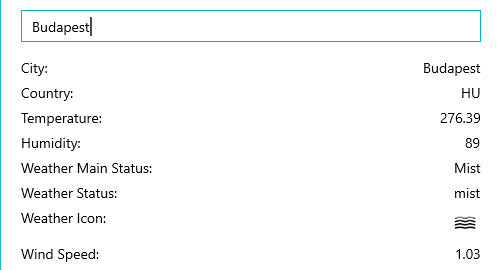 Budapest
City: Budapest
Country: HU
Temperature: 276.39
Humidity: 89
Weather Main Status: Mist
Weather Status: mist
Weather Icon:
Wind Speed: 1.03